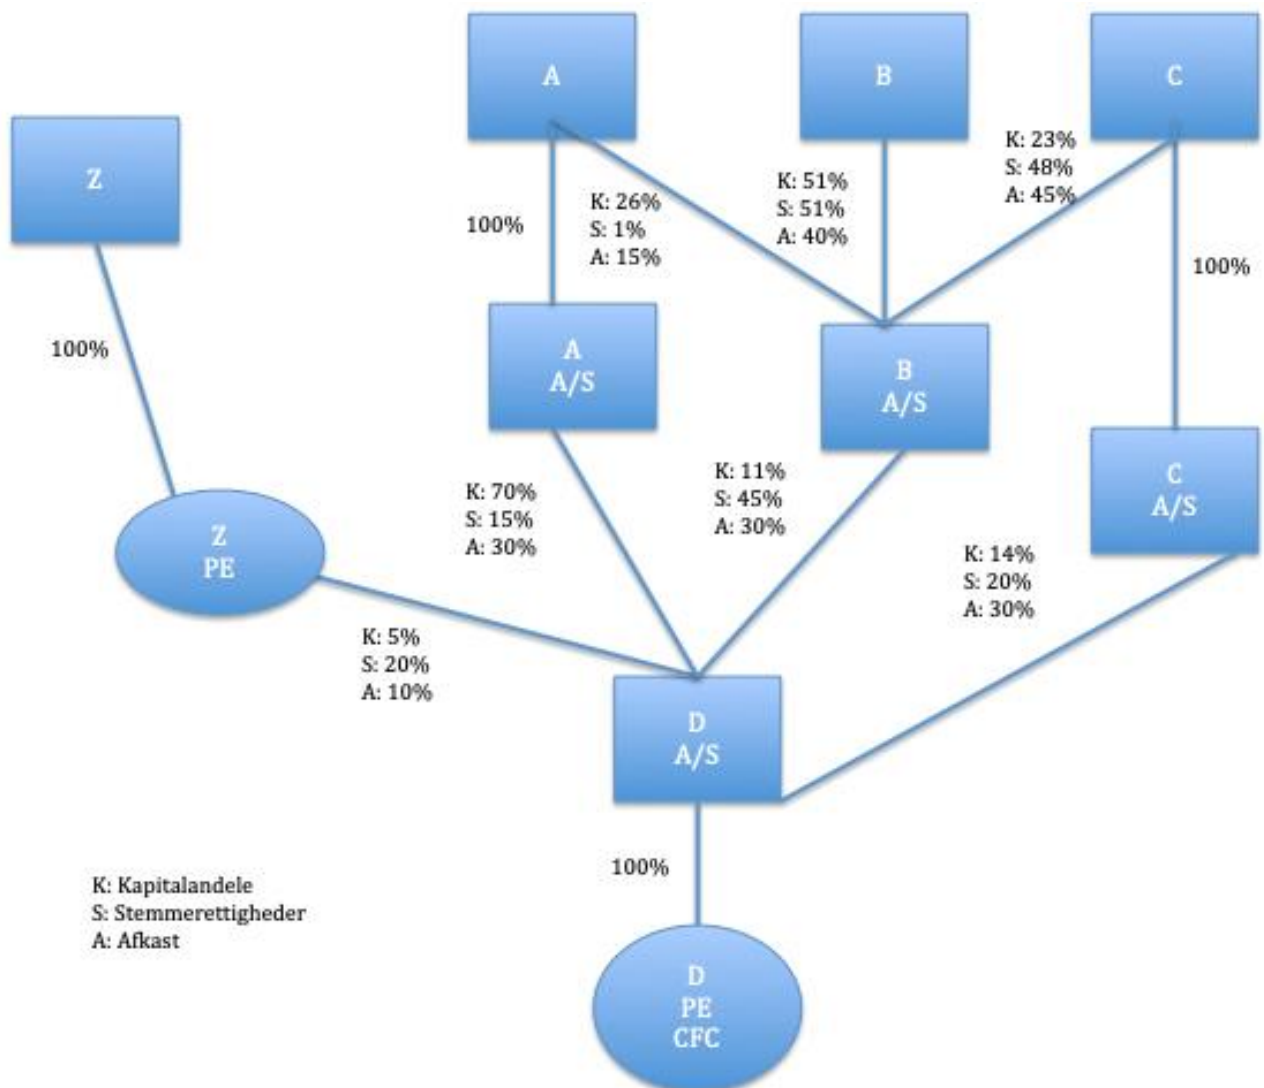 A
B
C
Z
K: 23%
S: 48%
A: 45%
K: 51%
S: 51%
A: 40%
K: 26%
S: 1%
A: 15%
100%
100%
100%
A
A/S
B
A/S
C
A/S
K: 70%
S: 15%
A: 30%
K: 11%
S: 45%
A: 30%
K: 14%
S: 20%
A: 30%
Z
PE
K: 5%
S: 20%
A: 10%
D
A/S
100%
K: Kapitalandele
S: Stemmerettigheder
A: Afkast
D
PE
CFC